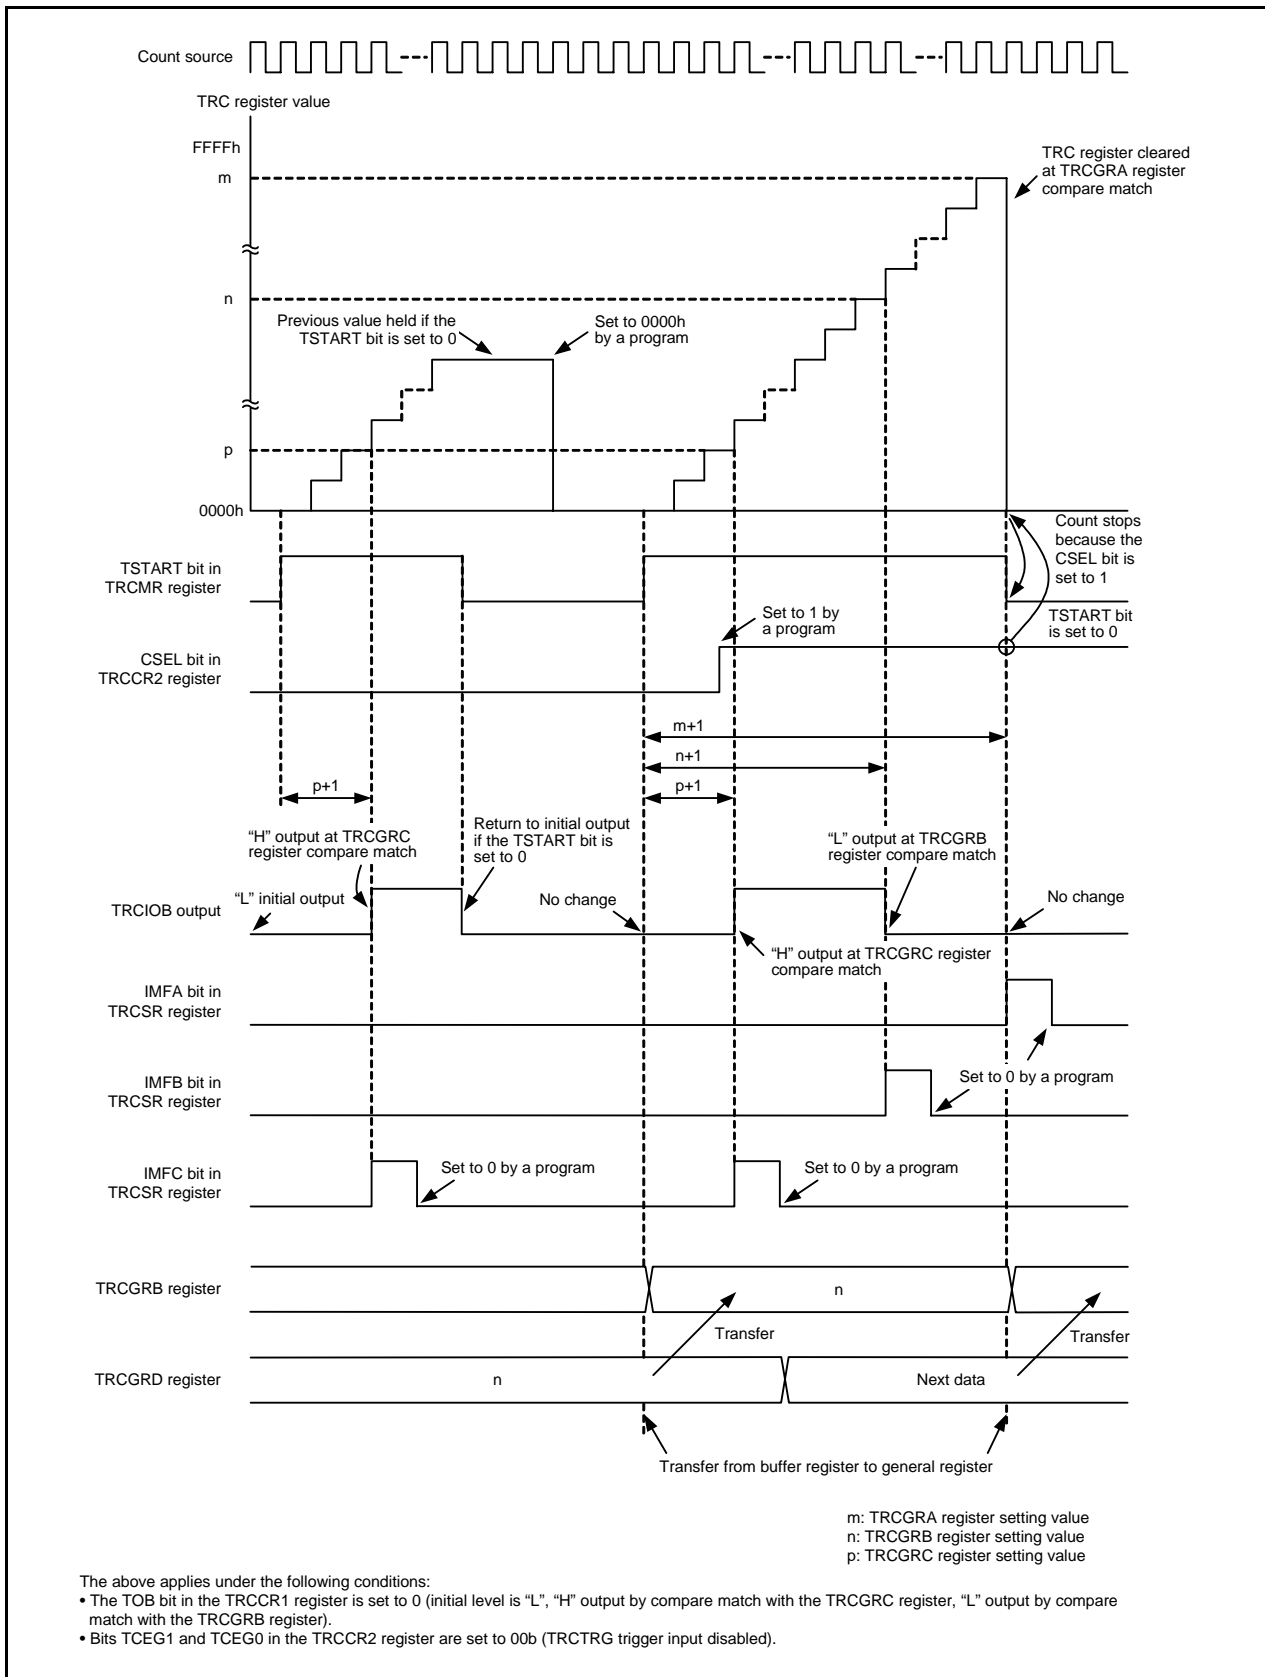 Count source
TRC register value
FFFFh
m
TRC register cleared
at TRCGRA register
compare match
n
Previous value held if the
TSTART bit is set to 0
Set to 0000h
by a program
p
0000h
Count stops
because the
CSEL bit is
set to 1
TSTART bit in
TRCMR register
TSTART bit
is set to 0
Set to 1 by
a program
CSEL bit in
TRCCR2 register
m+1
n+1
p+1
p+1
“H” output at TRCGRC
register compare match
Return to initial output
if the TSTART bit is
set to 0
“L” output at TRCGRB
register compare match
“L” initial output
No change
No change
TRCIOB output
“H” output at TRCGRC register
compare match
IMFA bit in
TRCSR register
IMFB bit in
TRCSR register
Set to 0 by a program
IMFC bit in
TRCSR register
Set to 0 by a program
Set to 0 by a program
TRCGRB register
n
Transfer
Transfer
TRCGRD register
n
Next data
Transfer from buffer register to general register
m: TRCGRA register setting value
n: TRCGRB register setting value
p: TRCGRC register setting value
The above applies under the following conditions:
• The TOB bit in the TRCCR1 register is set to 0 (initial level is “L”, “H” output by compare match with the TRCGRC register, “L” output by compare
match with the TRCGRB register).
• Bits TCEG1 and TCEG0 in the TRCCR2 register are set to 00b (TRCTRG trigger input disabled).